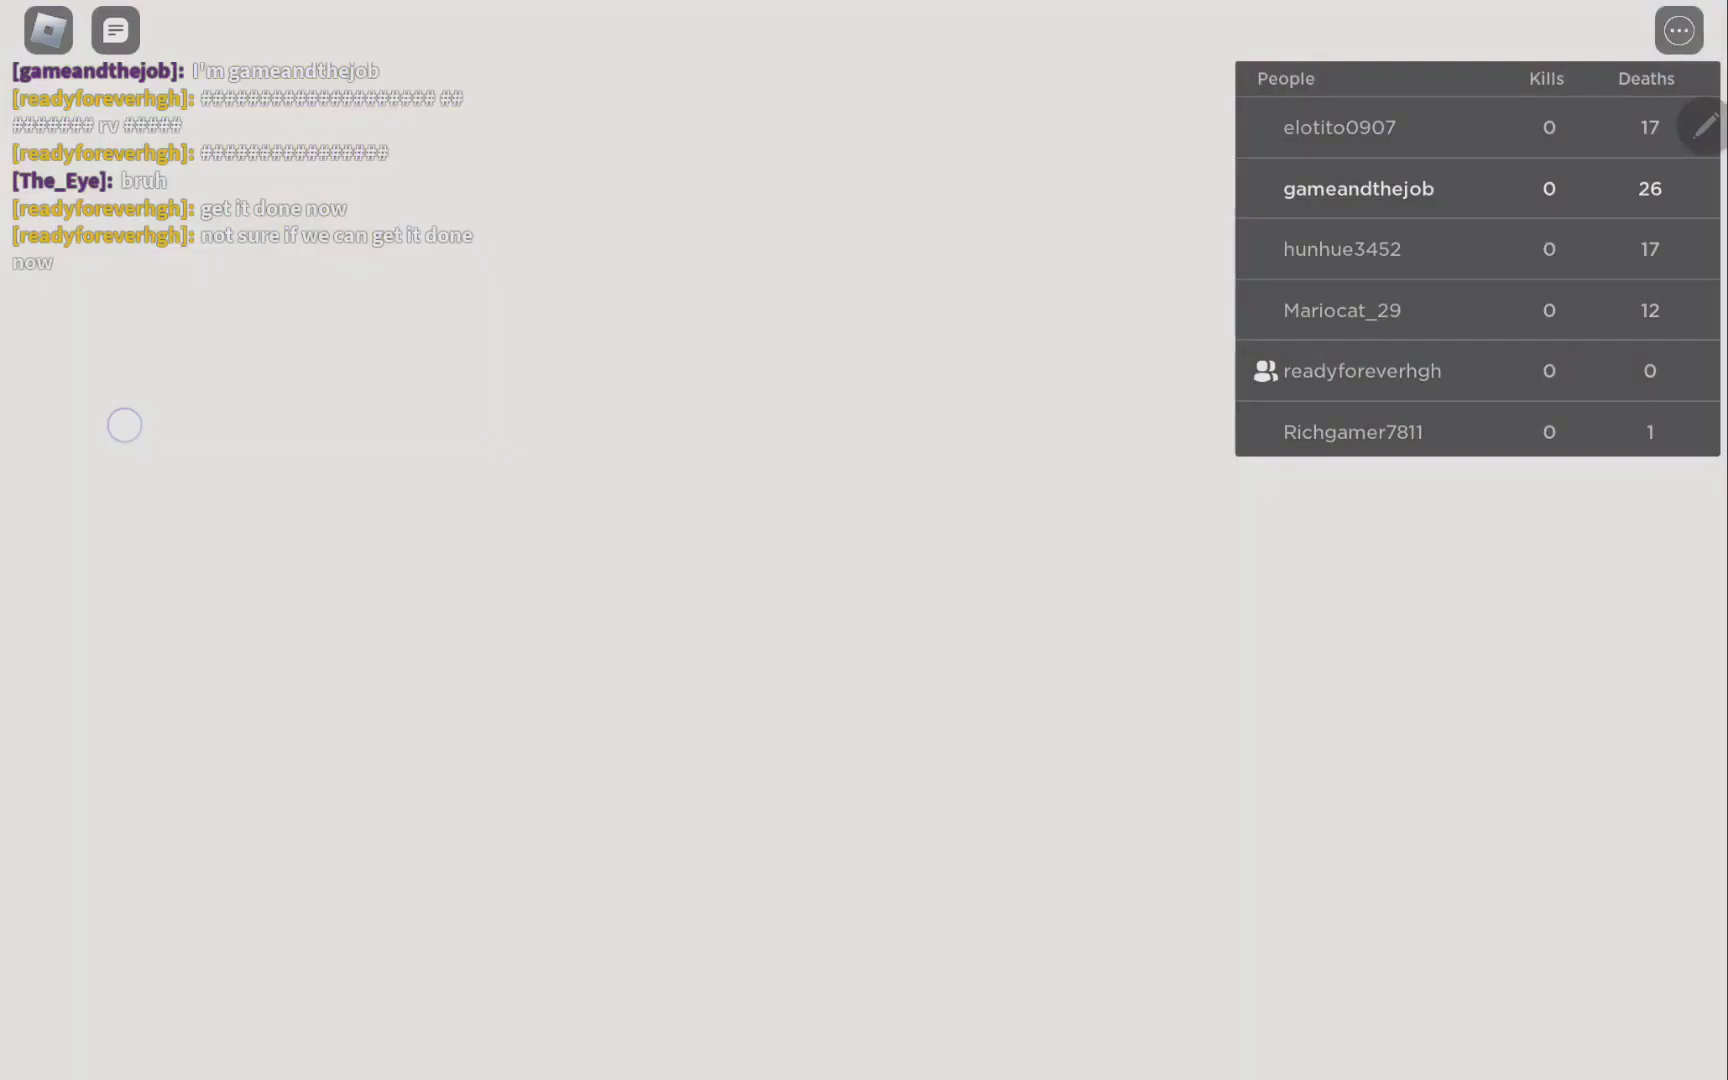 [gameandthejob]: I'm gameandthejob
[readyforeverhgh]: #################### ##
####### rv #####
[readyforeverhgh]: ################
[The_Eye]: bruh
[readyforeverhgh]: get it done now
[readyforeverhgh]: not sure if we can get it done
now
People Kills Deaths
elotito0907 0 17
gameandthejob 0 26
hunhue3452 0 17
Mariocat_29 0 12
readyforeverhgh 0 0
Richgamer7811 0 1